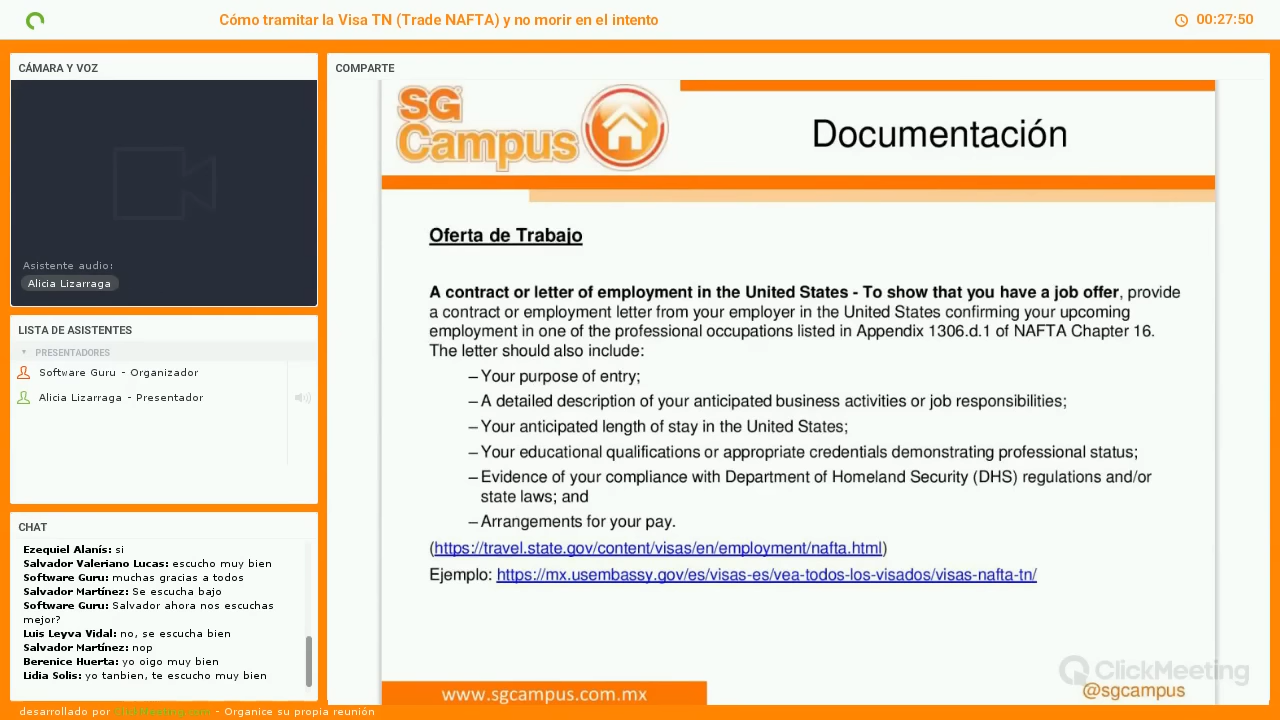 Cómo tramitar la Visa TN (Trade NAFTA) y no morir en el intento
00:27:50
CÁMARA Y VOZ
Asistente audio:
Alicia Lizarraga
LISTA DE ASISTENTES
PRESENTADORES
Software Guru - Organizador
Alicia Lizarraga - Presentador
CHAT
Ezequiel Alanís: si
Salvador Valeriano Lucas: escucho muy bien
Software Guru: muchas gracias a todos
Salvador Martínez: Se escucha bajo
Software Guru: Salvador ahora nos escuchas
mejor?
Luis Leyva Vidal: no, se escucha bien
Salvador Martínez: nop
Berenice Huerta: yo oigo muy bien
Lidia Solis: yo tanbien, te escucho muy bien
desarrollado por ClickMeeting.com - Organice su propia reunión
COMPARTE
SG
Campus
Documentación
Oferta de Trabajo
A contract or letter of employment in the United States - To show that you have a job offer, provide
a contract or employment letter from your employer in the United States confirming your upcoming
employment in one of the professional occupations listed in Appendix 1306.d.1 of NAFTA Chapter 16.
The letter should also include:
– Your purpose of entry;
– A detailed description of your anticipated business activities or job responsibilities;
– Your anticipated length of stay in the United States;
– Your educational qualifications or appropriate credentials demonstrating professional status;
– Evidence of your compliance with Department of Homeland Security (DHS) regulations and/or
state laws; and
– Arrangements for your pay.
(https://travel.state.gov/content/visas/en/employment/nafta.html)
Ejemplo: https://mx.usembassy.gov/es/visas-es/vea-todos-los-visados/visas-nafta-tn/
ClickMeeting
www.sgcampus.com.mx
@sgcampus